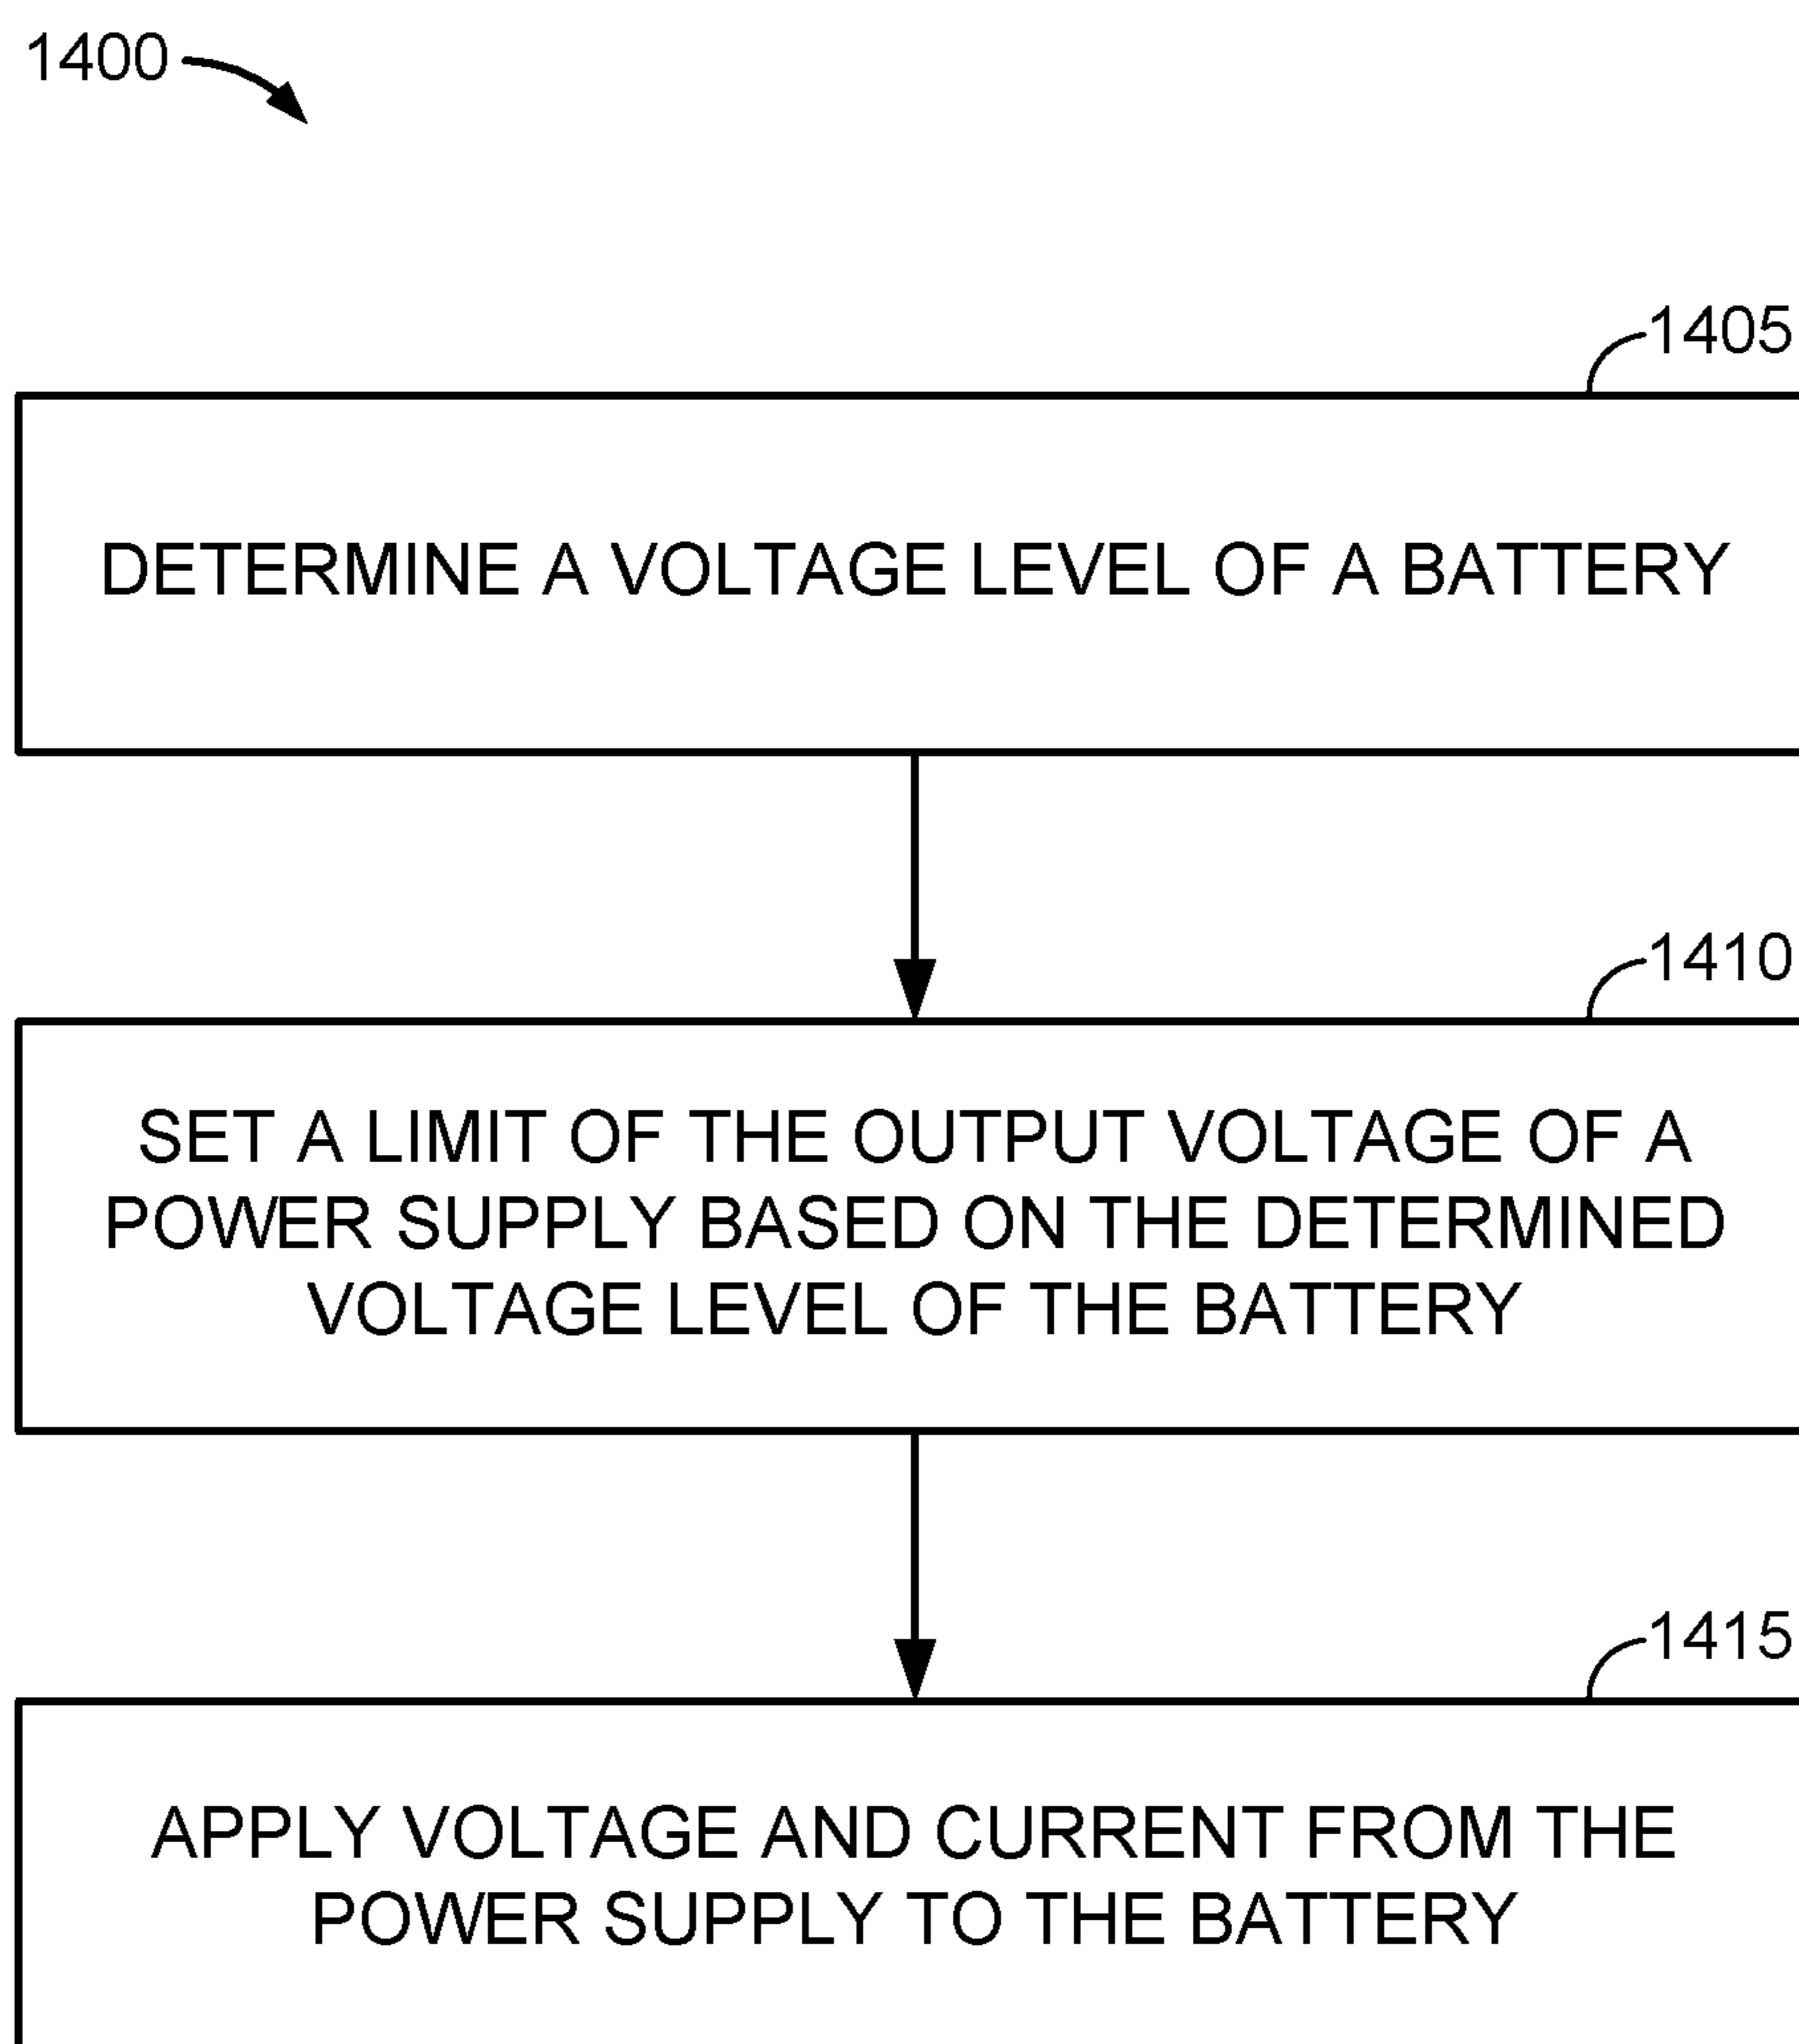 1400
1405
DETERMINE A VOLTAGE LEVEL OF A BATTERY
1410
SET A LIMIT OF THE OUTPUT VOLTAGE OF A
POWER SUPPLY BASED ON THE DETERMINED
VOLTAGE LEVEL OF THE BATTERY
1415
APPLY VOLTAGE AND CURRENT FROM THE
POWER SUPPLY TO THE BATTERY